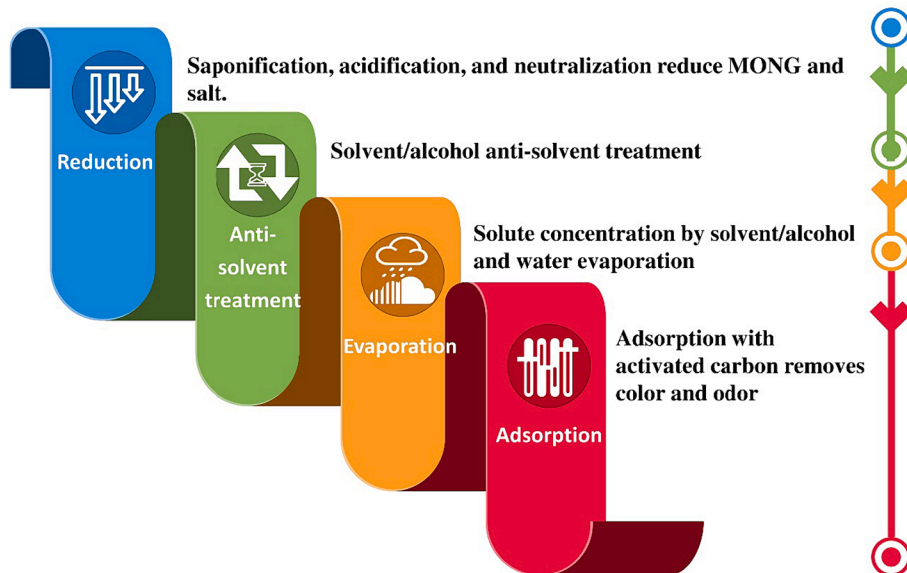 Saponification, acidification, and neutralization reduce MONG and
salt.
Reduction
Solvent/alcohol anti-solvent treatment
Anti-
solvent
treatment
Solute concentration by solvent/alcohol
and water evaporation
Evaporation
Adsorption with
activated carbon removes
color and odor
Adsorption